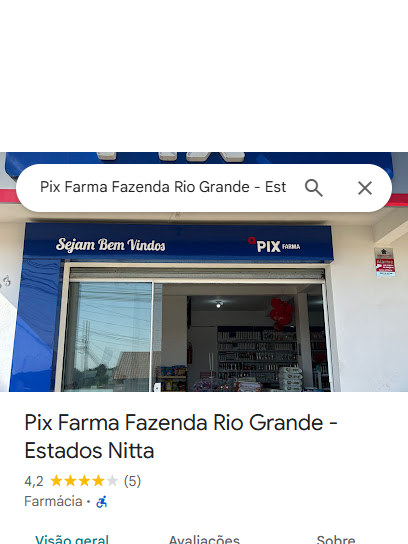 PIX
Pix Farma Fazenda Rio Grande - Est
Sejam Bem Vindos
PIX FARMA
Pix Farma Fazenda Rio Grande -
Estados Nitta
4,2 (5)
Farmácia ·
Visão geral
Avaliações
Sobre